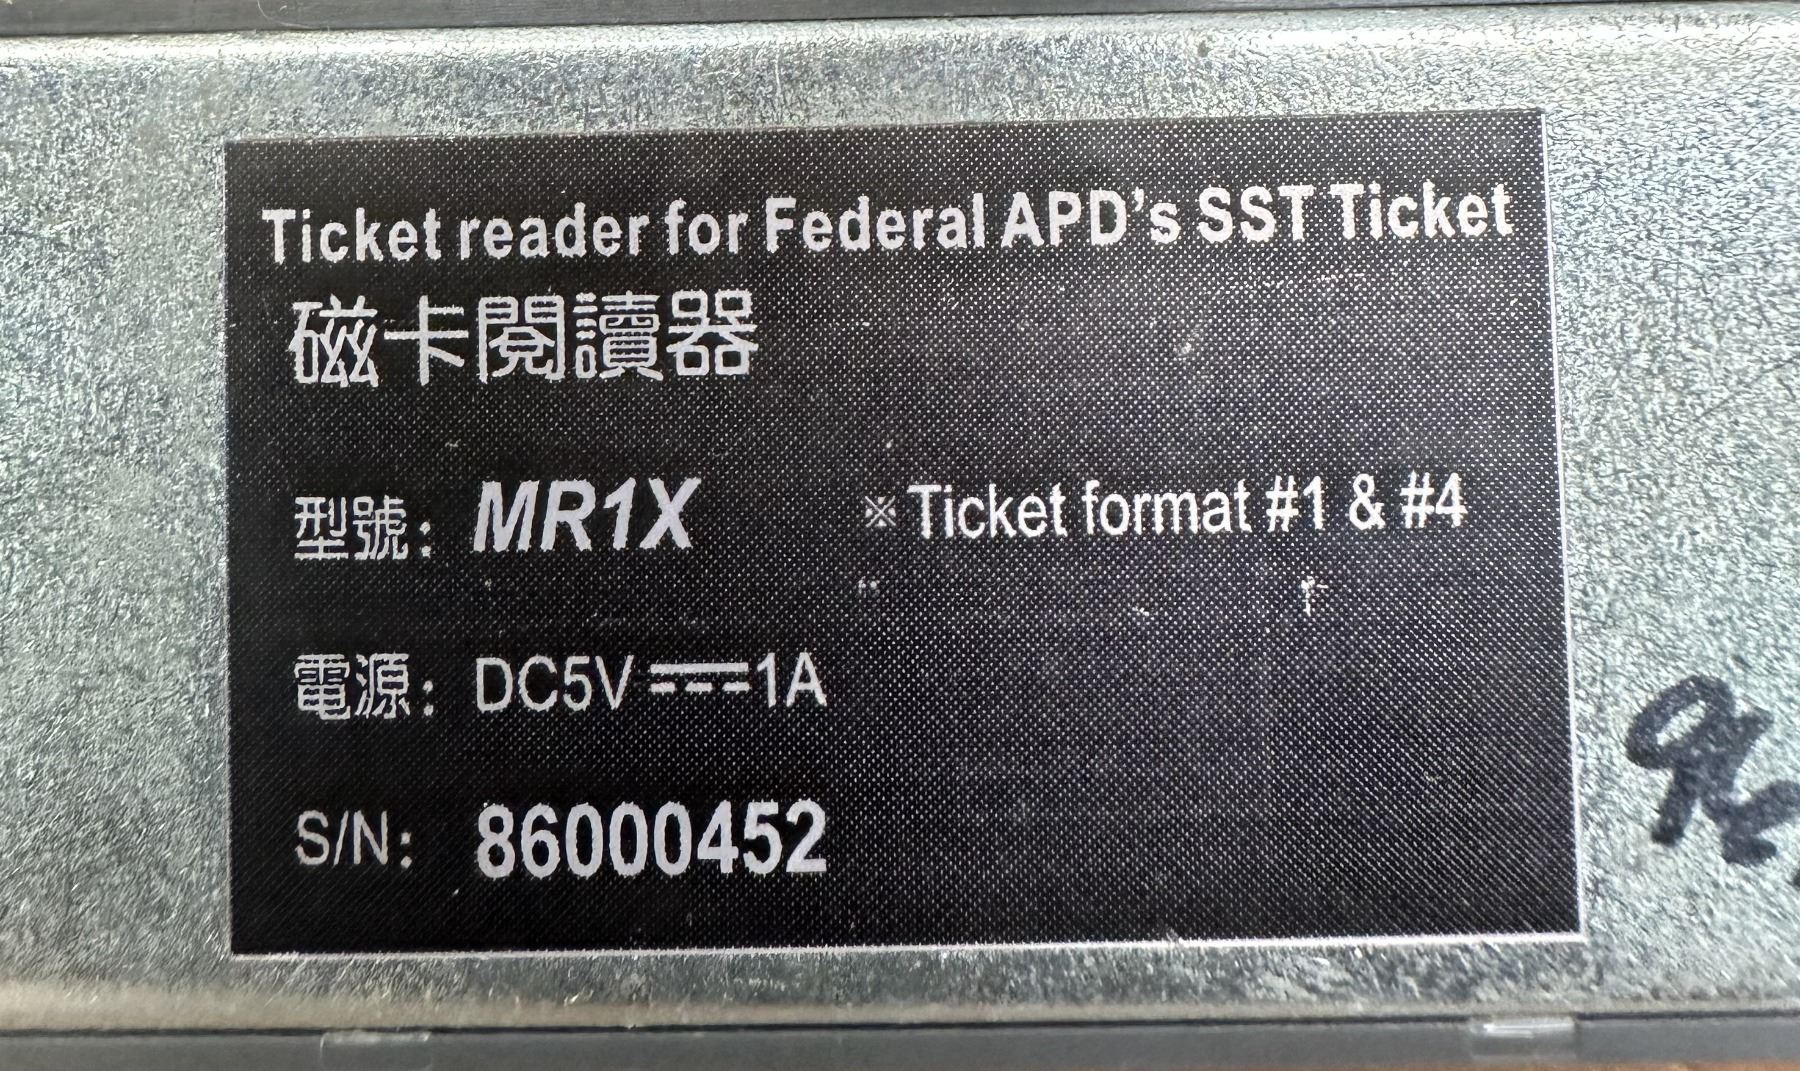 Ticket reader for Federal APD's SST Ticket
磁卡閱讀器
型號：MR1X ※Ticket format #1 & #4
電源：DC5V⎓1A
S/N：86000452